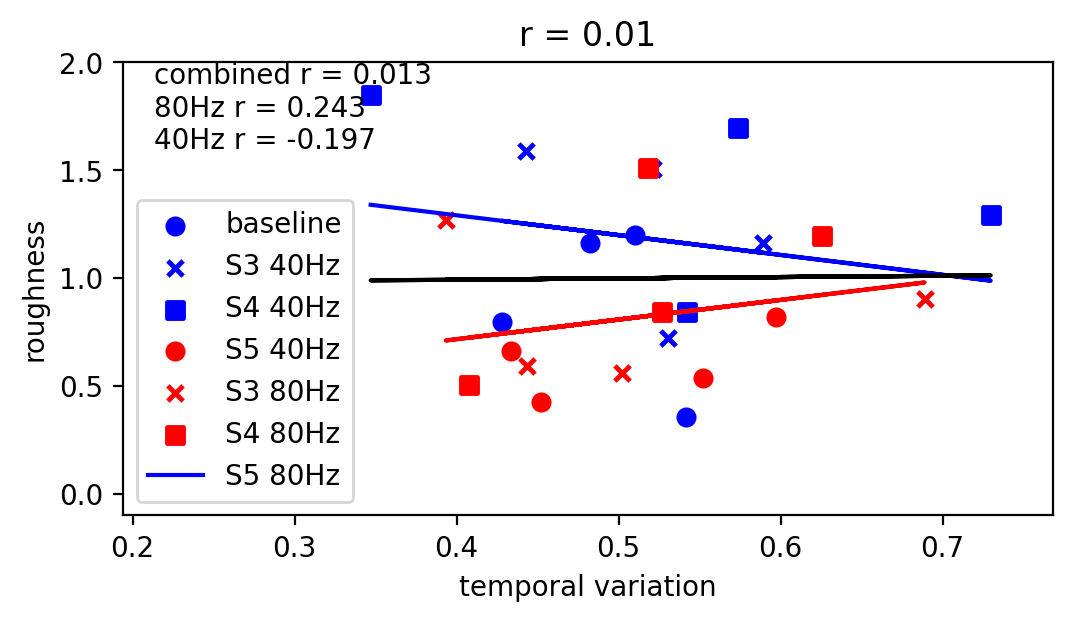 r = 0.01
combined r = 0.013
80Hz r = 0.243
40Hz r = -0.197
baseline
S3 40Hz
S4 40Hz
S5 40Hz
S3 80Hz
S4 80Hz
S5 80Hz
roughness
2.0
1.5
1.0
0.5
0.0
0.2 0.3 0.4 0.5 0.6 0.7
temporal variation